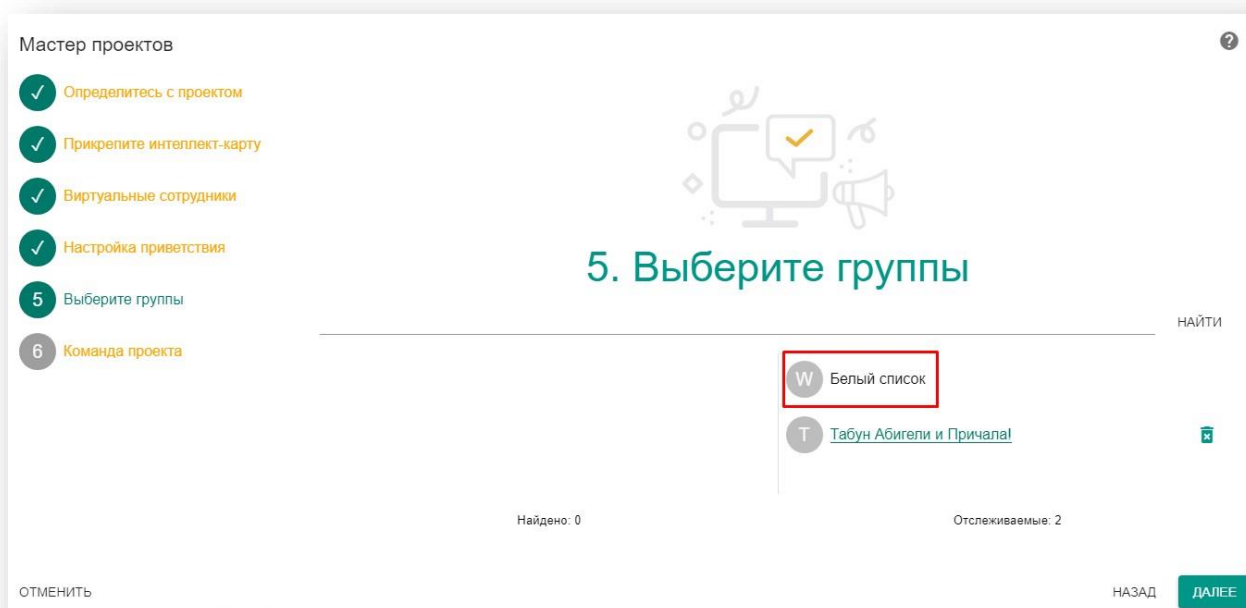 Мастер проектов
?
✓ Определитесь с проектом
✓ Прикрепите интеллект-карту
✓ Виртуальные сотрудники
✓ Настройка приветствия
5 Выберите группы
6 Команда проекта
5. Выберите группы
НАЙТИ
W Белый список
T Табун Абигели и Причала!
Найдено: 0
Отслеживаемые: 2
ОТМЕНИТЬ
НАЗАД
ДАЛЕЕ